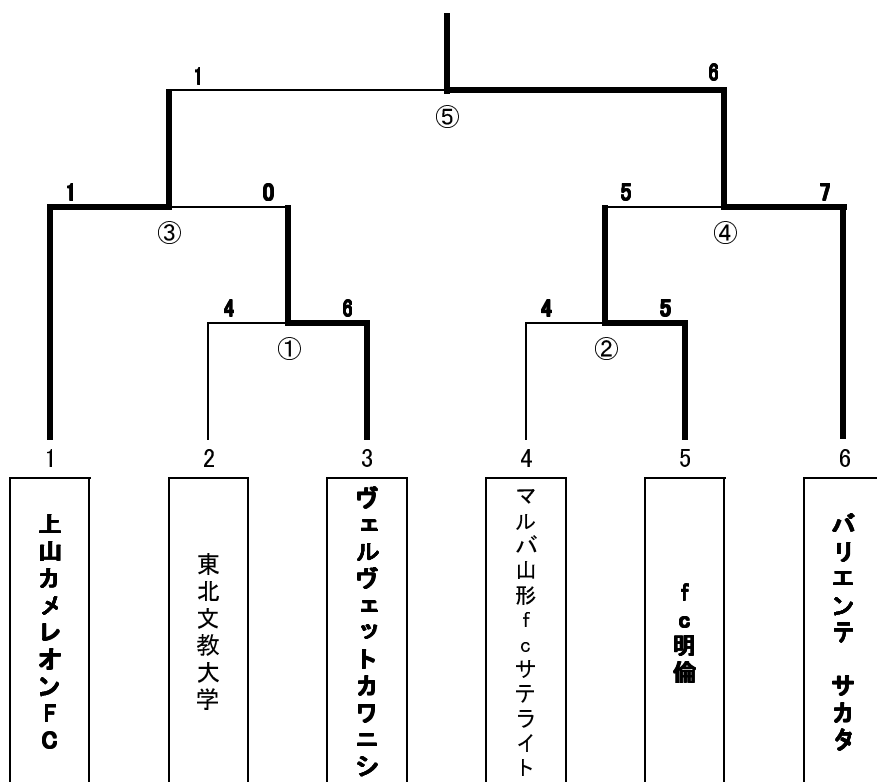 1 6
⑤
1 0 5 7
③ ④
4 6 4 5
① ②
1 2 3 4 5 6
上山カメレオンFC
東北文教大学
ヴェルヴェットカワニシ
マルバ山形fcサテライト
fc明倫
バリエンテ サカタ